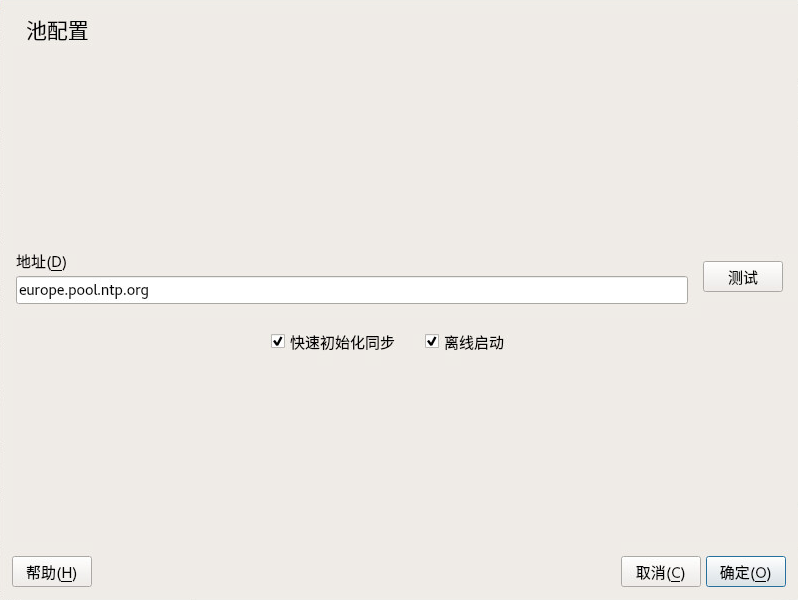 池配置
地址(D)
europe.pool.ntp.org
测试
快速初始化同步 离线启动
帮助(H) 取消(C) 确定(O)